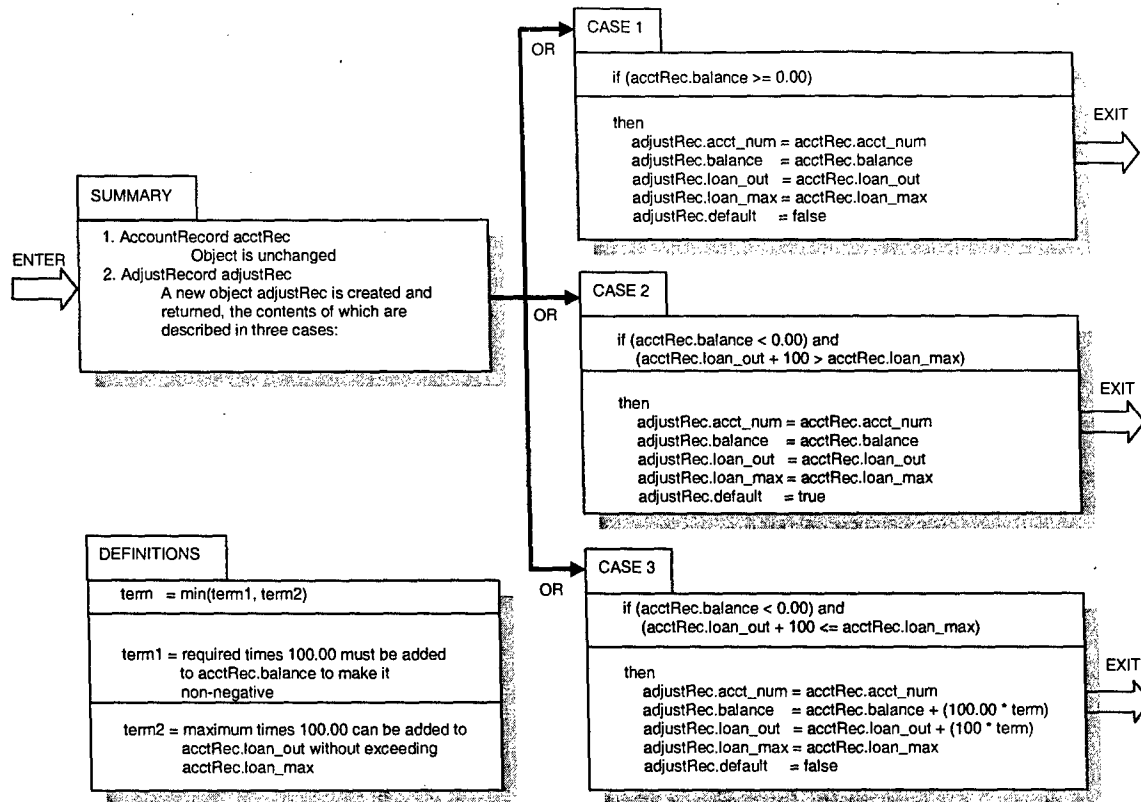 ENTER
SUMMARY
1. AccountRecord acctRec
Object is unchanged
2. AdjustRecord adjustRec
A new object adjustRec is created and
returned, the contents of which are
described in three cases:
DEFINITIONS
term = min(term1, term2)
term1 = required times 100.00 must be added
to acctRec.balance to make it
non-negative
term2 = maximum times 100.00 can be added to
acctRec.loan_out without exceeding
acctRec.loan_max
OR
CASE 1
if (acctRec.balance >= 0.00)
then
adjustRec.acct_num = acctRec.acct_num
adjustRec.balance = acctRec.balance
adjustRec.loan_out = acctRec.loan_out
adjustRec.loan_max = acctRec.loan_max
adjustRec.default = false
EXIT
OR
CASE 2
if (acctRec.balance < 0.00) and
(acctRec.loan_out + 100 > acctRec.loan_max)
then
adjustRec.acct_num = acctRec.acct_num
adjustRec.balance = acctRec.balance
adjustRec.loan_out = acctRec.loan_out
adjustRec.loan_max = acctRec.loan_max
adjustRec.default = true
EXIT
OR
CASE 3
if (acctRec.balance < 0.00) and
(acctRec.loan_out + 100 <= acctRec.loan_max)
then
adjustRec.acct_num = acctRec.acct_num
adjustRec.balance = acctRec.balance + (100.00 * term)
adjustRec.loan_out = acctRec.loan_out + (100 * term)
adjustRec.loan_max = acctRec.loan_max
adjustRec.default = false
EXIT